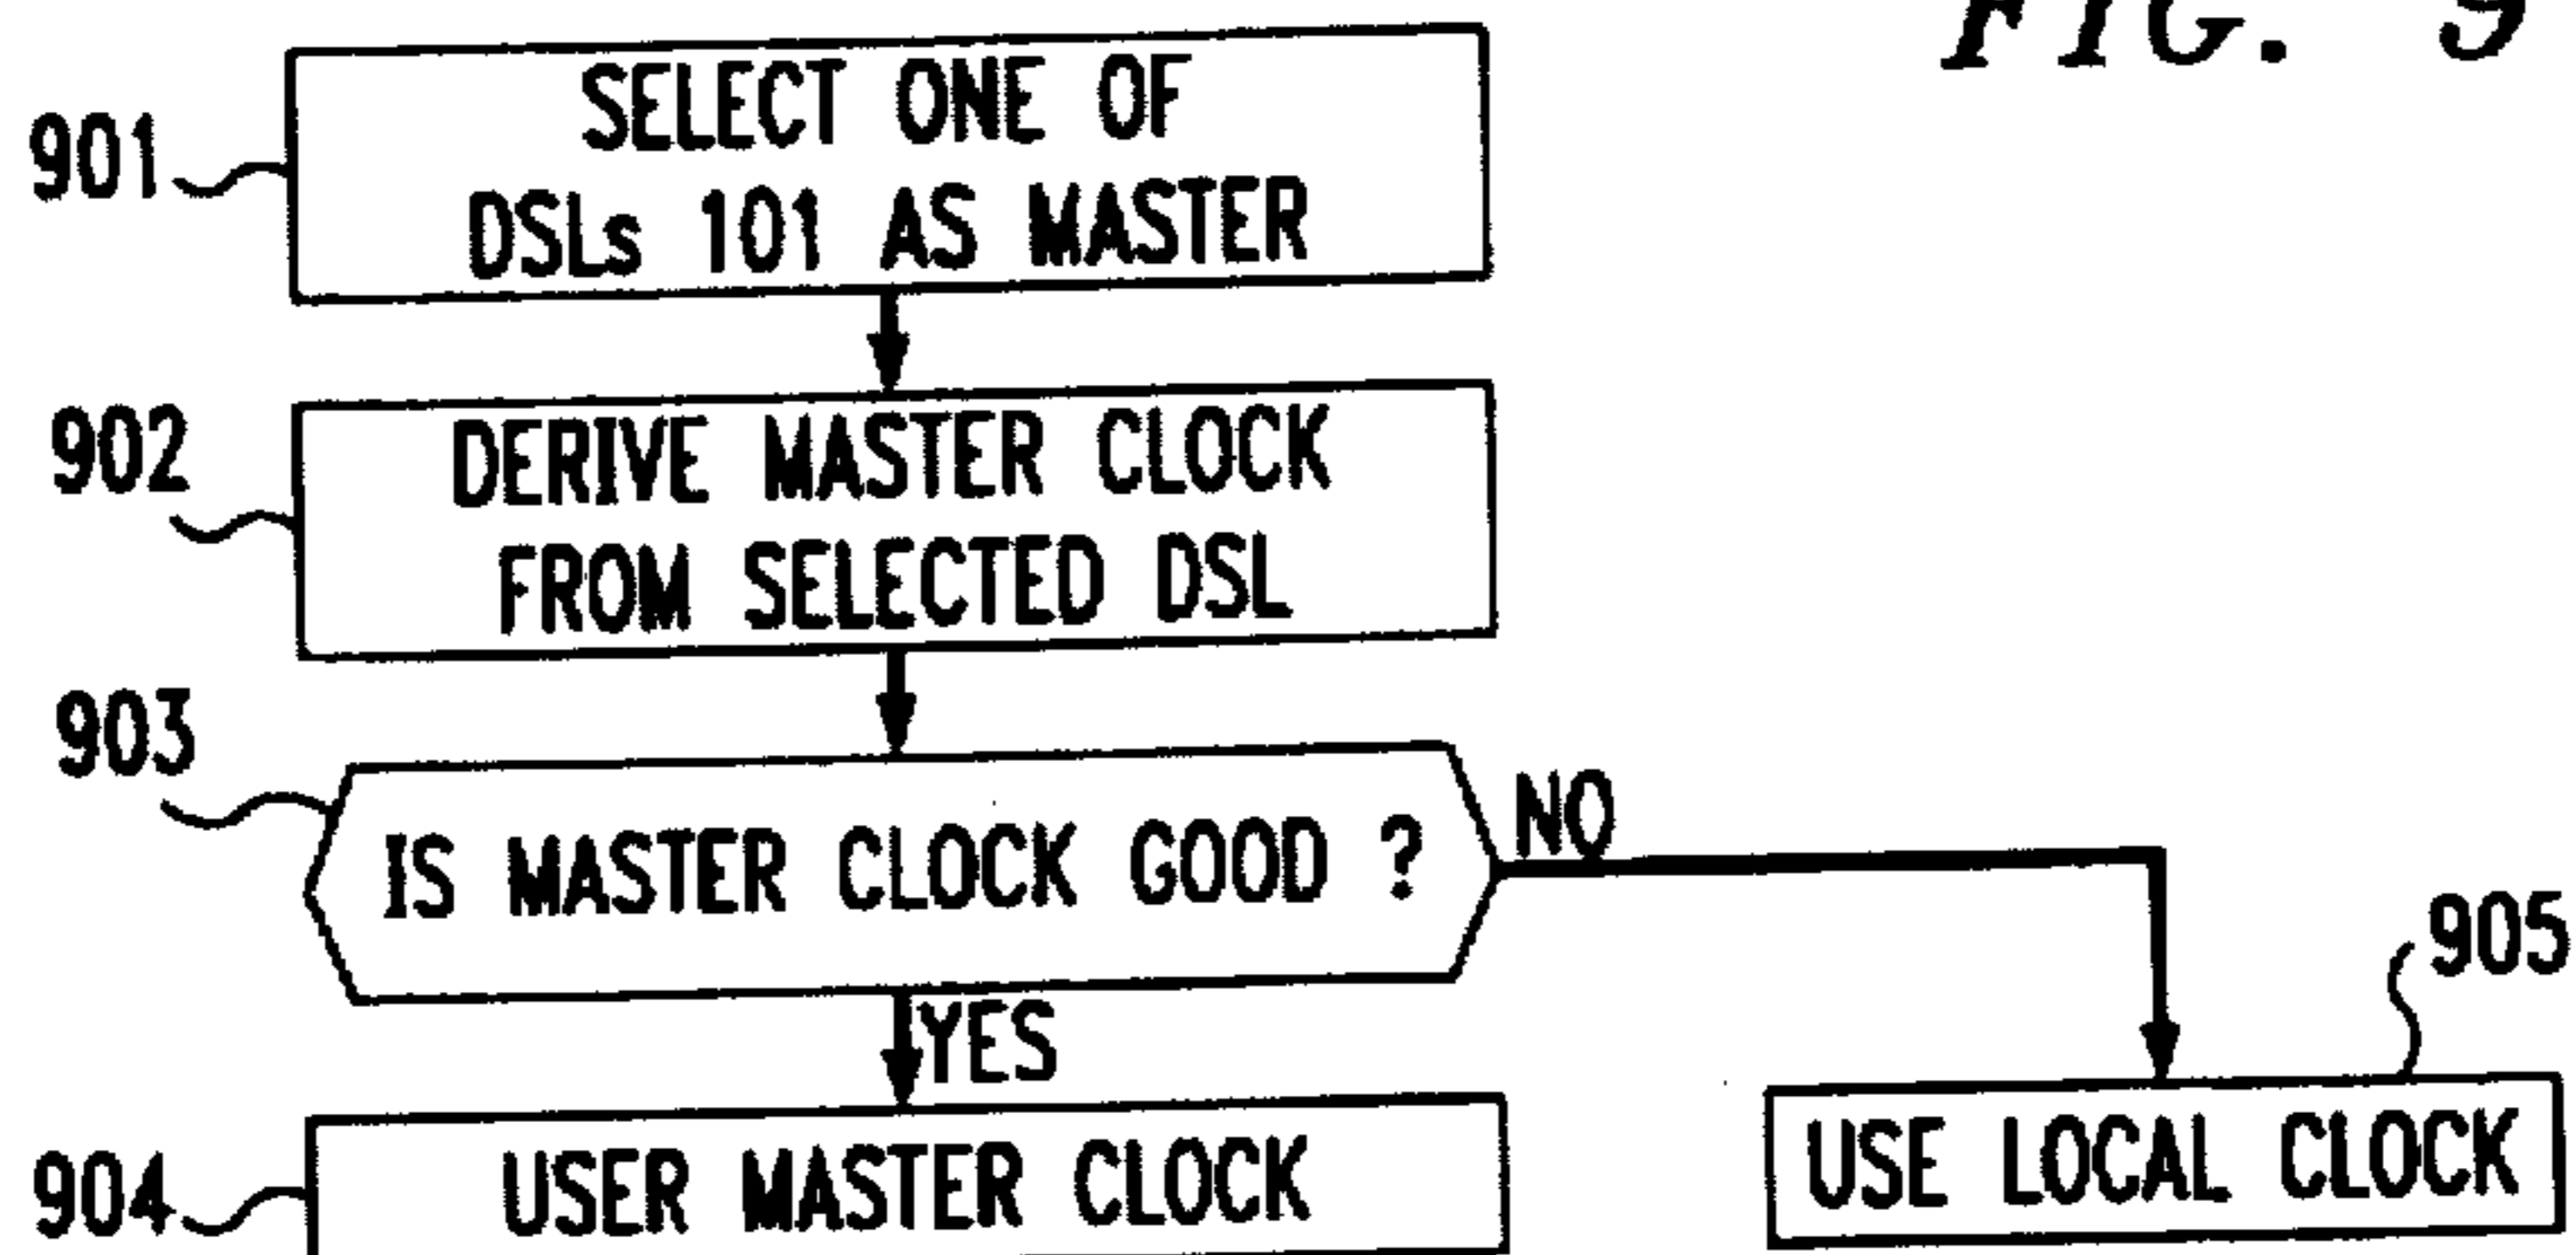 FIG. 9
901
SELECT ONE OF
DSLs 101 AS MASTER
902
DERIVE MASTER CLOCK
FROM SELECTED DSL
903
IS MASTER CLOCK GOOD ?
NO
YES
905
904
USER MASTER CLOCK
USE LOCAL CLOCK